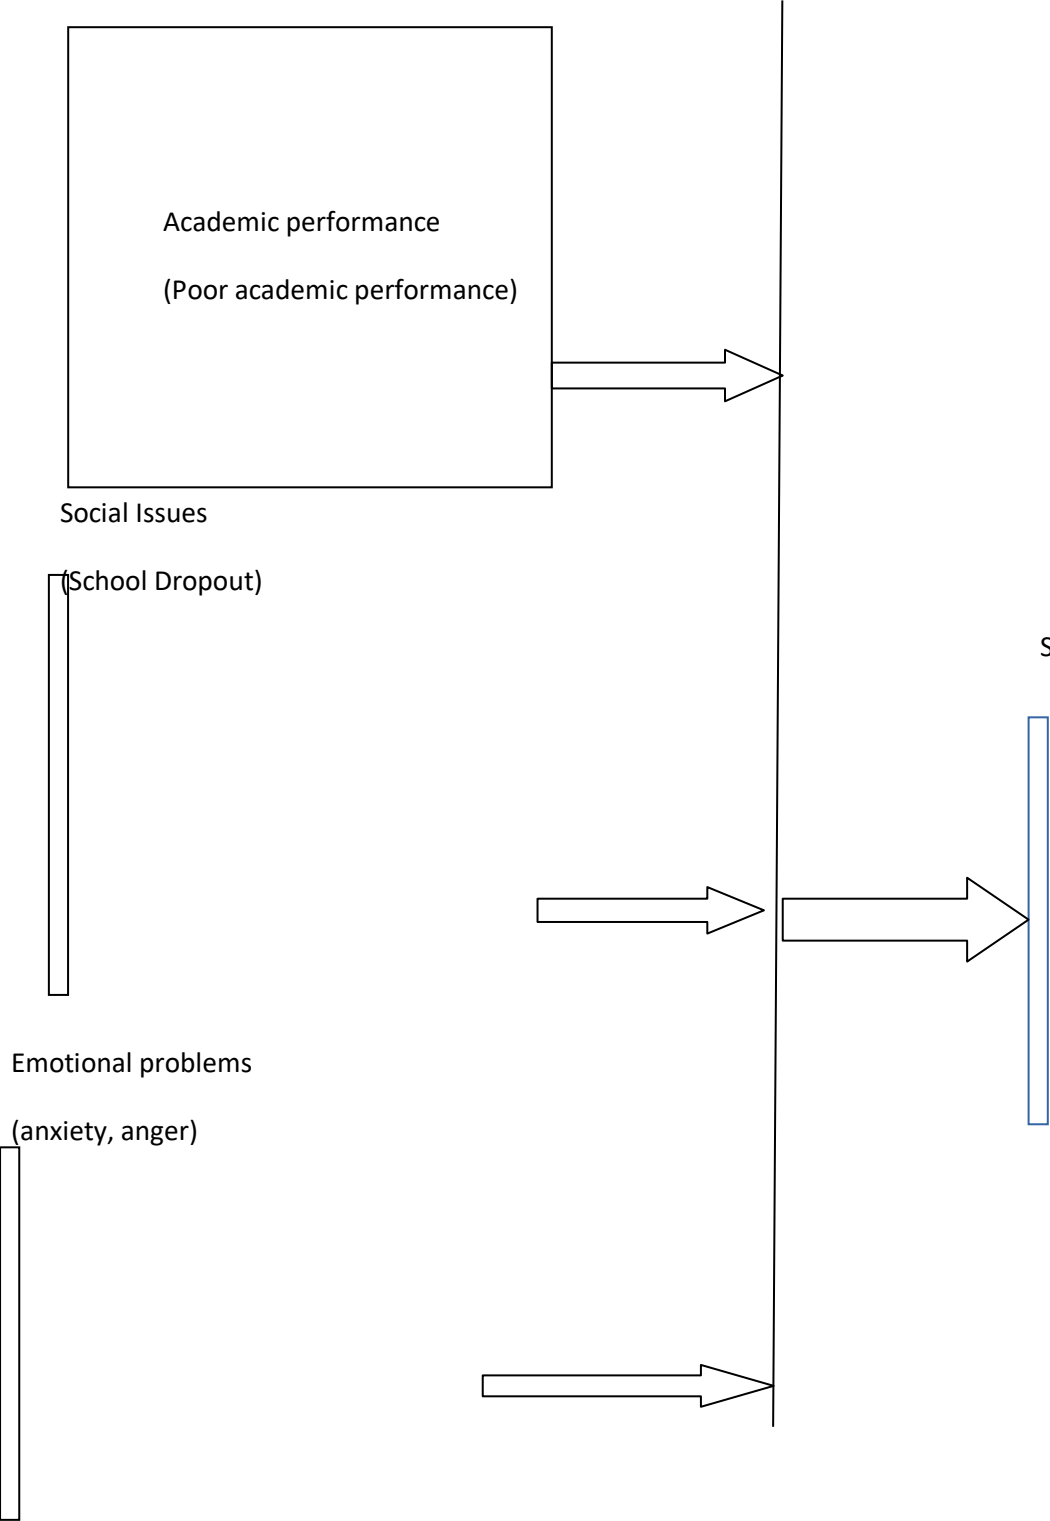 Academic performance
(Poor academic performance)
Social Issues
(School Dropout)
S
Emotional problems
(anxiety, anger)